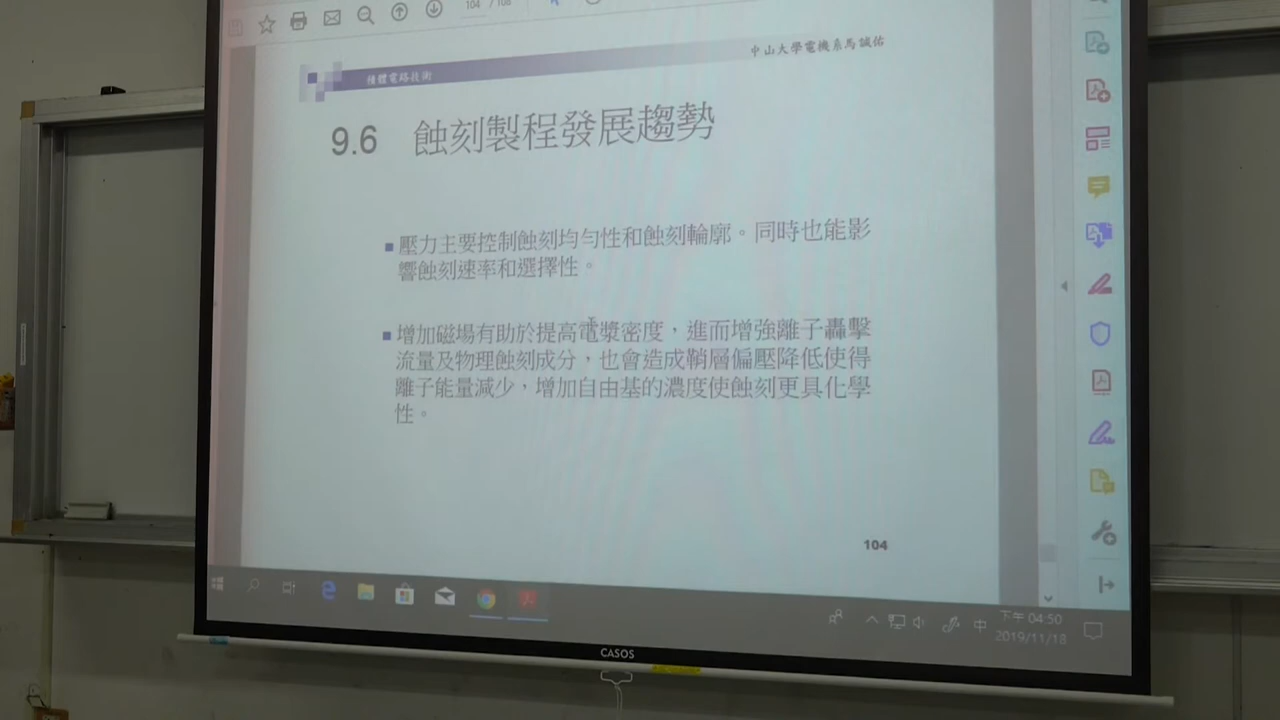 104 / 108
中山大學電機系馬誠佑
積體電路技術
9.6 蝕刻製程發展趨勢
壓力主要控制蝕刻均勻性和蝕刻輪廓。同時也能影
響蝕刻速率和選擇性。
增加磁場有助於提高電漿密度，進而增強離子轟擊
流量及物理蝕刻成分，也會造成鞘層偏壓降低使得
離子能量減少，增加自由基的濃度使蝕刻更具化學
性。
104
中
下午 04:50
2019/11/18
CASOS